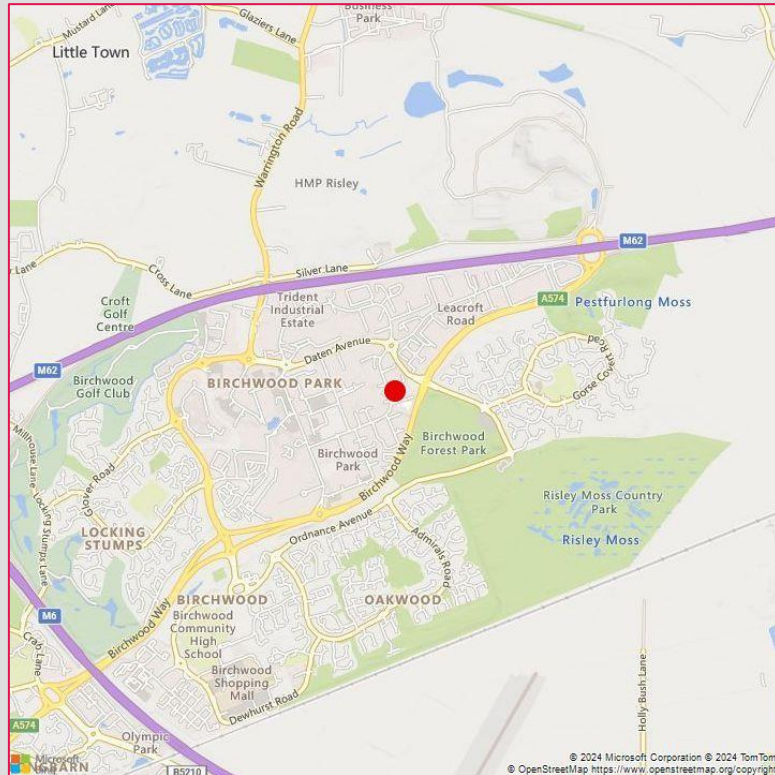 Mustard Lane
Glaziers Lane
Business
Park
Little Town
Warrington Road
HMP Risley
M62
Lane
Cross Lane
Silver Lane
Croft
Golf
Centre
Trident
Industrial
Estate
A574
Leacroft
Road
Pestfurlong Moss
M62
Daten Avenue
BIRCHWOOD PARK
Birchwood
Golf Club
Gorse Covert Road
Millhouse Lane
Birchwood
Park
Birchwood Way
Birchwood
Forest Park
Glover Road
Locking Stumps Lane
Risley Moss Country
Park
LOCKING
STUMPS
Ordnance Avenue
Admirals Road
Risley Moss
BIRCHWOOD
OAKWOOD
M6
Birchwood Way
Birchwood
Community
High
School
Crab Lane
Birchwood
Shopping
Mall
Holly Bush Lane
Dewhurst Road
A574
Olympic
Park
Microsoft
NGBARN
B5210
© 2024 Microsoft Corporation © 2024 TomTom
© OpenStreetMap https://www.openstreetmap.org/copyright